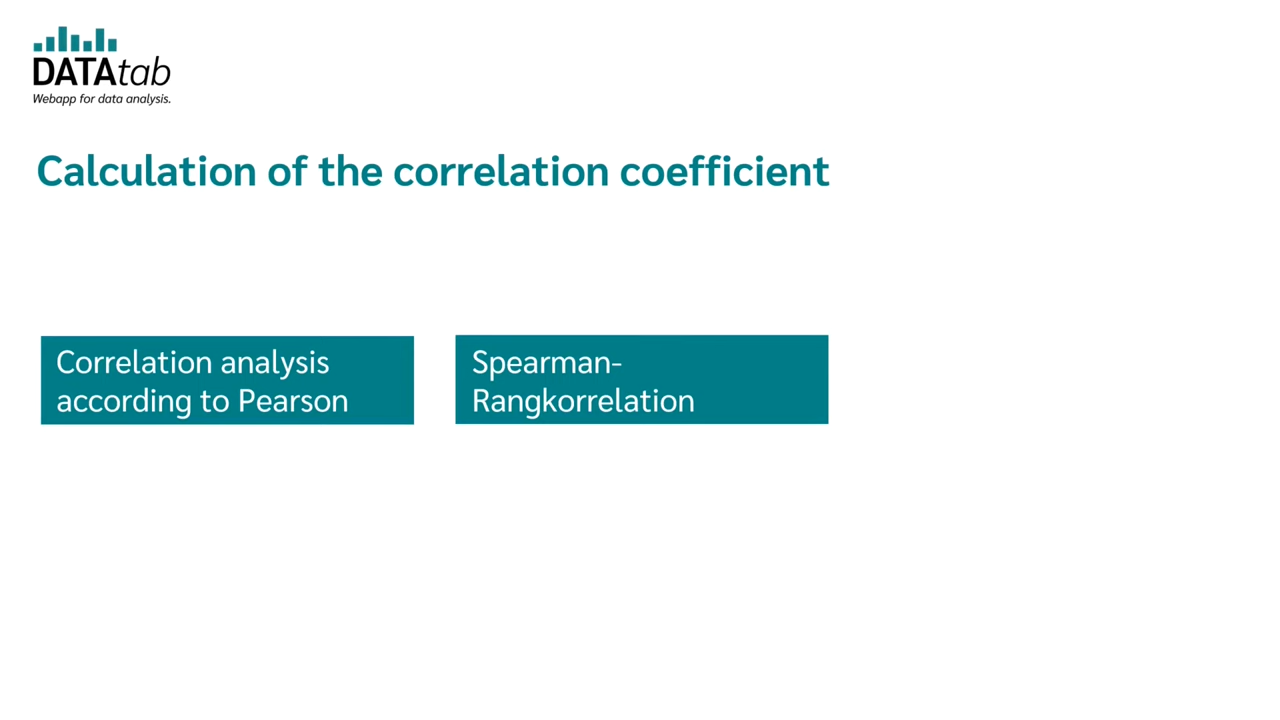 DATAtab
Webapp for data analysis.
Calculation of the correlation coefficient
Correlation analysis
according to Pearson
Spearman-
Rangkorrelation